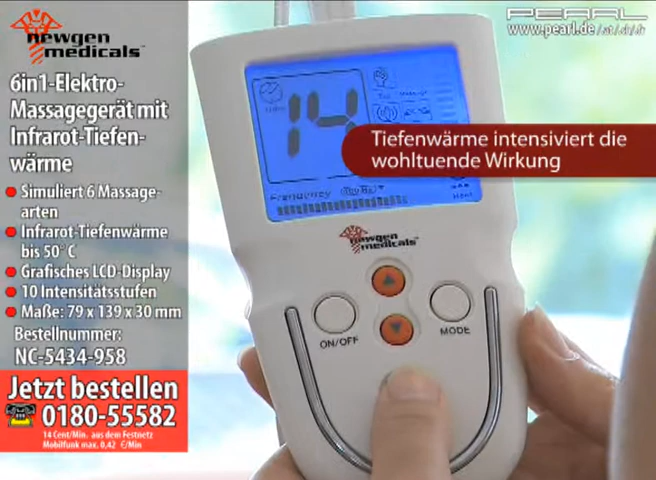 newgen
medicals
6in1-Elektro-
Massagegerät mit
Infrarot-Tiefen-
wärme
Simuliert 6 Massage-
arten
Infrarot-Tiefenwärme
bis 50° C
Grafisches LCD-Display
10 Intensitätsstufen
Maße: 79 x 139 x 30 mm
Bestellnummer:
NC-5434-958
Jetzt bestellen
0180-55582
14 Cent/Min. aus dem Festnetz
Mobilfunk max. 0,42 €/Min
PEARL
www.pearl.de/at/ch/fr
14
Tiefenwärme intensiviert die
wohltuende Wirkung
Frequency
newgen
medicals
ON/OFF
MODE